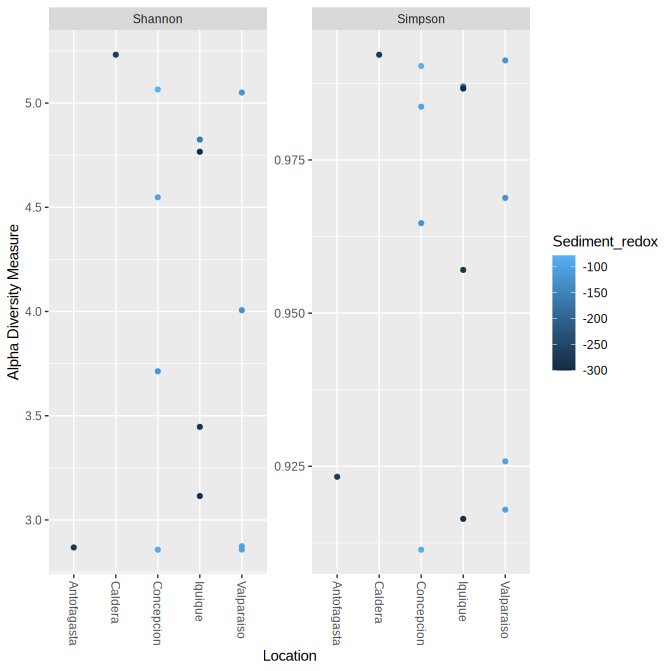 Shannon
Simpson
Alpha Diversity Measure
5.0
4.5
4.0
3.5
3.0
0.975
0.950
0.925
Antofagasta
Caldera
Concepcion
Iquique
Valparaiso
Antofagasta
Caldera
Concepcion
Iquique
Valparaiso
Location
Sediment_redox
-100
-150
-200
-250
-300